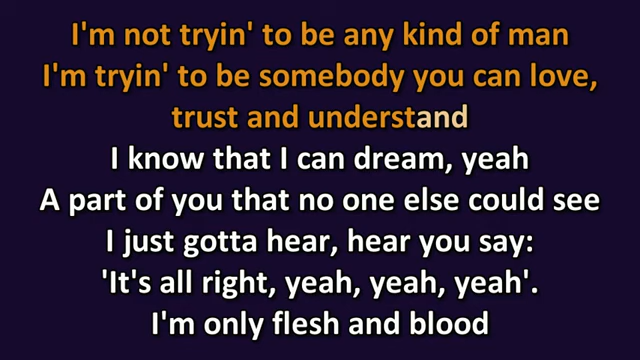 I'm not tryin' to be any kind of man
I'm tryin' to be somebody you can love,
trust and understand
I know that I can dream, yeah
A part of you that no one else could see
I just gotta hear, hear you say:
'It's all right, yeah, yeah, yeah'.
I'm only flesh and blood